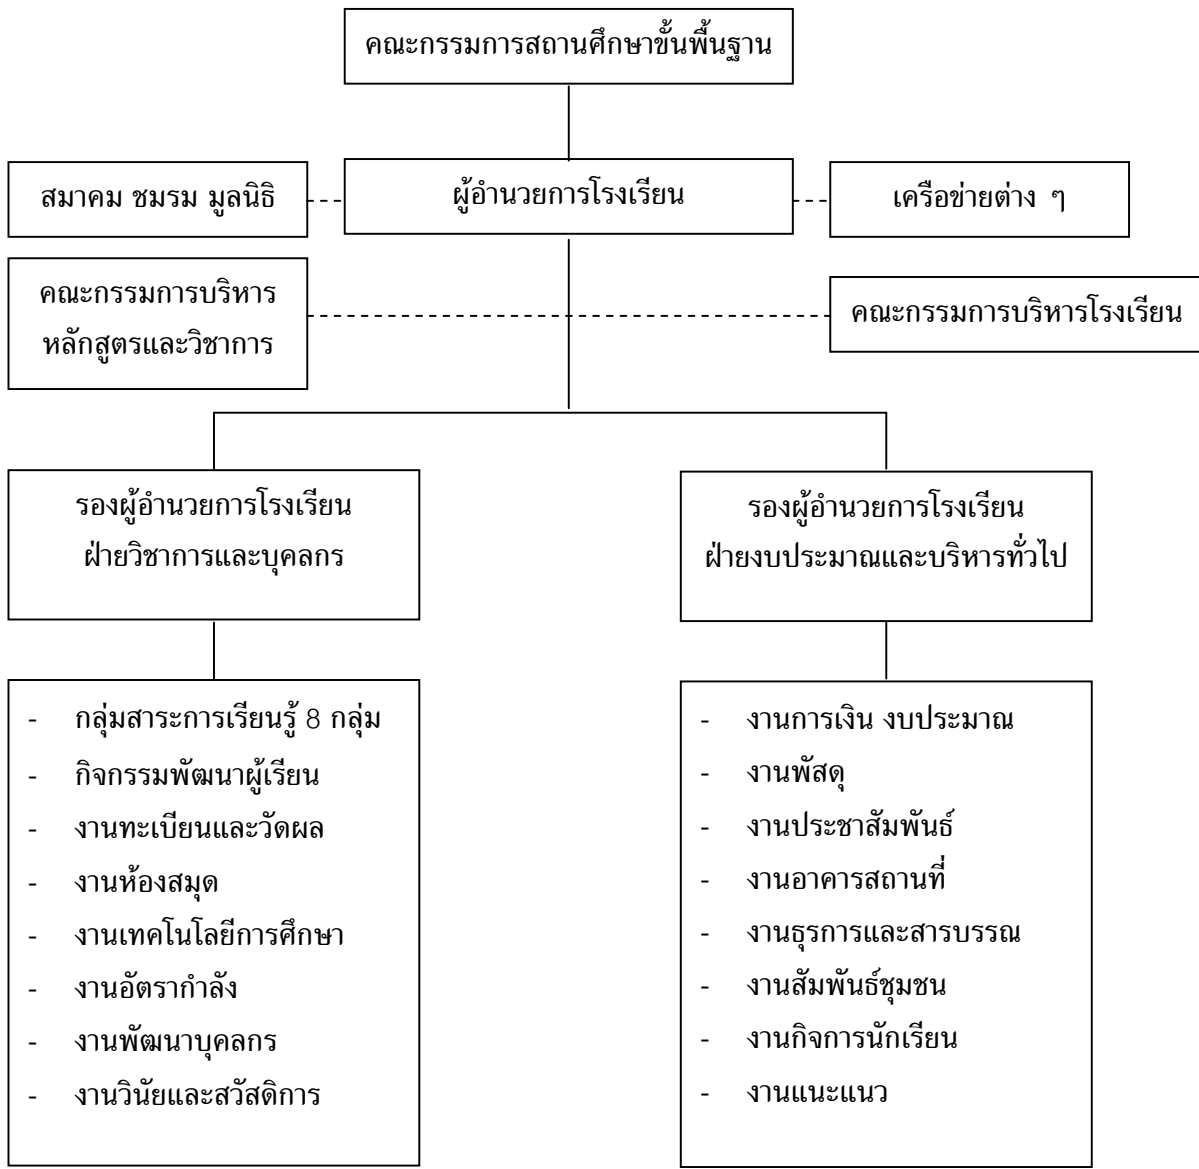 คณะกรรมการสถานศึกษาขั้นพื้นฐาน
สมาคม ชมรม มูลนิธิ
ผู้อำนวยการโรงเรียน
เครือข่ายต่าง ๆ
คณะกรรมการบริหาร
หลักสูตรและวิชาการ
คณะกรรมการบริหารโรงเรียน
รองผู้อำนวยการโรงเรียน
ฝ่ายวิชาการและบุคลกร
รองผู้อำนวยการโรงเรียน
ฝ่ายงบประมาณและบริหารทั่วไป
- กลุ่มสาระการเรียนรู้ 8 กลุ่ม
- กิจกรรมพัฒนาผู้เรียน
- งานทะเบียนและวัดผล
- งานห้องสมุด
- งานเทคโนโลยีการศึกษา
- งานอัตรากำลัง
- งานพัฒนาบุคลกร
- งานวินัยและสวัสดิการ
- งานการเงิน งบประมาณ
- งานพัสดุ
- งานประชาสัมพันธ์
- งานอาคารสถานที่
- งานธุรการและสารบรรณ
- งานสัมพันธ์ชุมชน
- งานกิจการนักเรียน
- งานแนะแนว